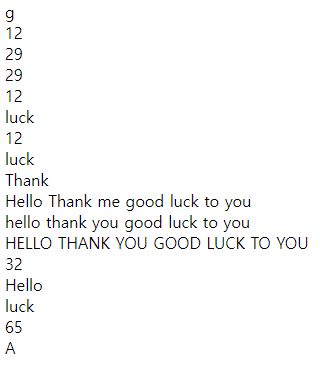 g
12
29
29
12
luck
12
luck
Thank
Hello Thank me good luck to you
hello thank you good luck to you
HELLO THANK YOU GOOD LUCK TO YOU
32
Hello
luck
65
A